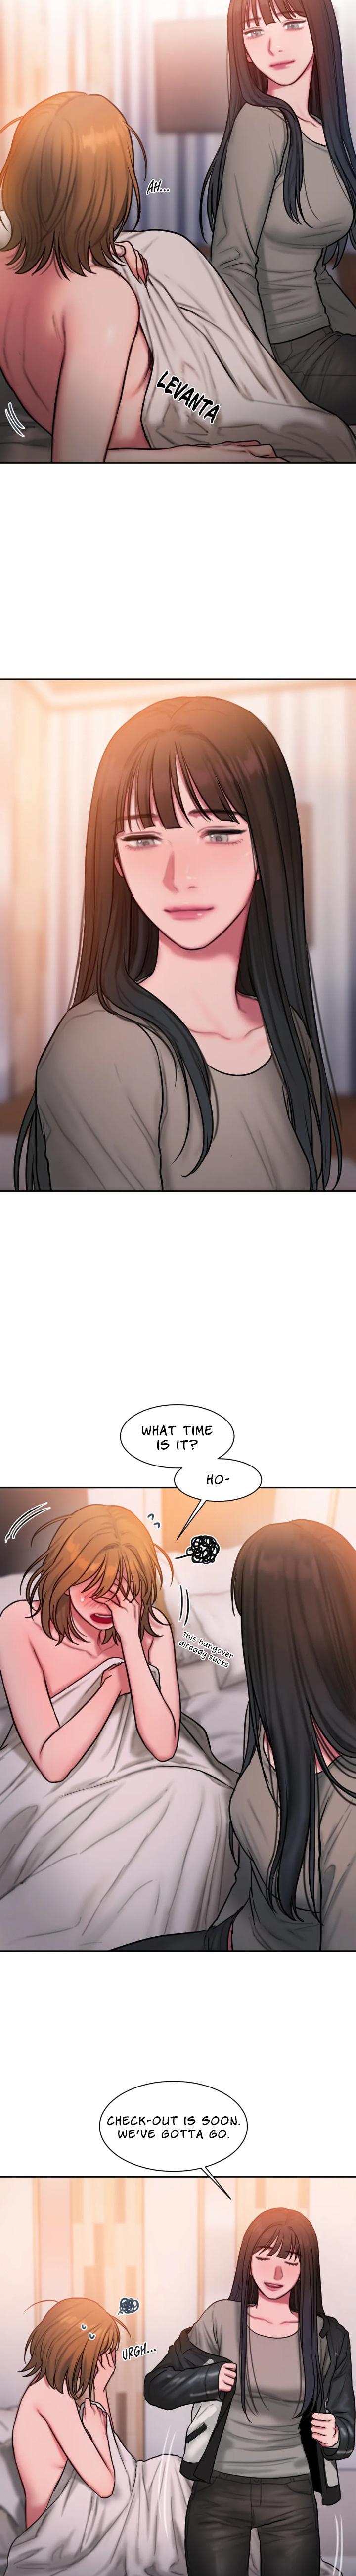 AH...
LEVANTA
WHAT TIME
IS IT?
HO-
This hangover
already sucks
CHECK-OUT IS SOON.
WE'VE GOTTA GO.
URGH...